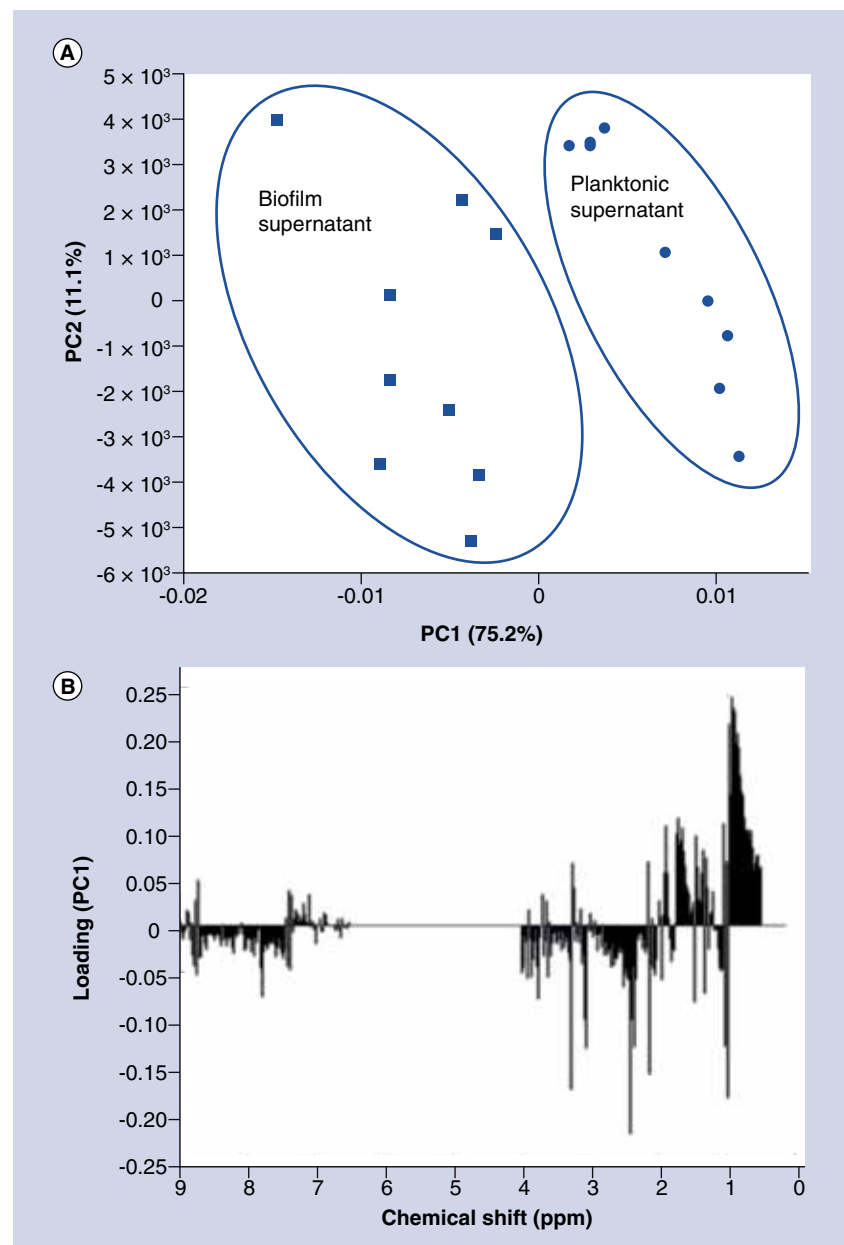 A
5 × 10³
4 × 10³
3 × 10³
2 × 10³
1 × 10³
0
-1 × 10³
-2 × 10³
-3 × 10³
-4 × 10³
-5 × 10³
-6 × 10³
PC2 (11.1%)
Biofilm
supernatant
Planktonic
supernatant
-0.02 -0.01 0 0.01
PC1 (75.2%)
B
0.25
0.20
0.15
0.10
0.05
0
-0.05
-0.10
-0.15
-0.20
-0.25
Loading (PC1)
9 8 7 6 5 4 3 2 1 0
Chemical shift (ppm)